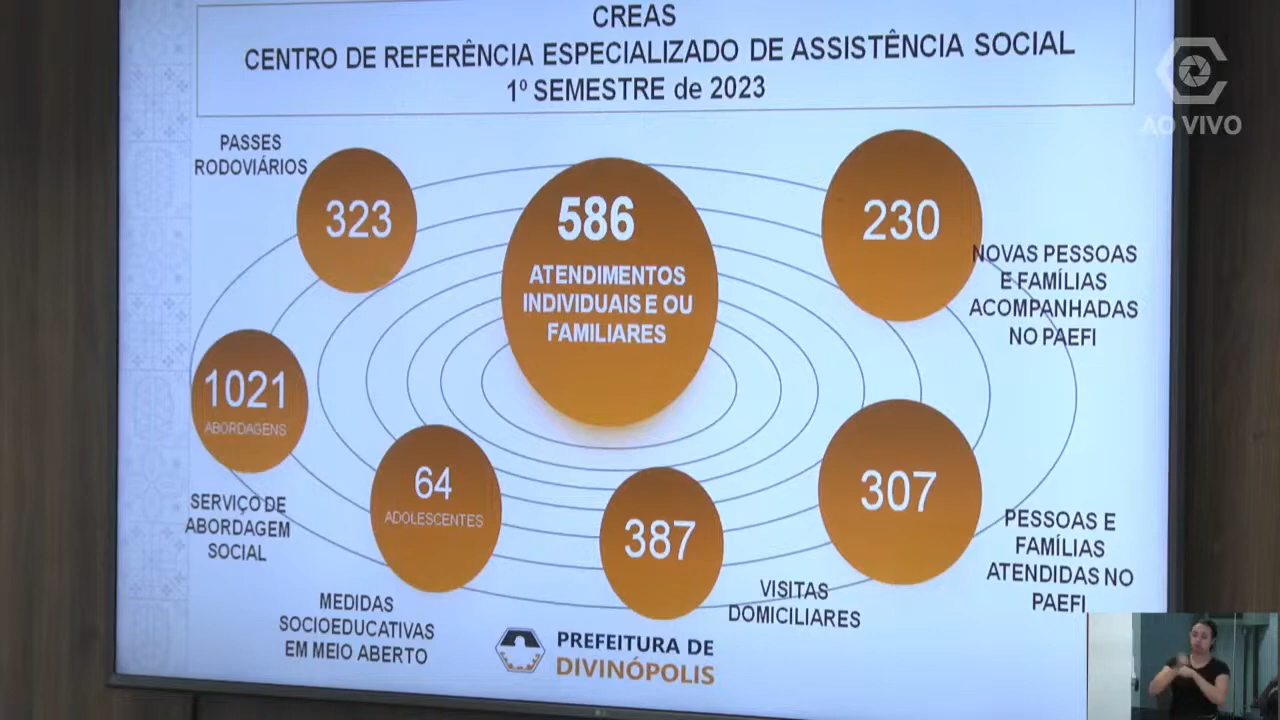 CREAS
CENTRO DE REFERÊNCIA ESPECIALIZADO DE ASSISTÊNCIA SOCIAL
1º SEMESTRE de 2023
AO VIVO
PASSES
RODOVIÁRIOS
323
586
ATENDIMENTOS
INDIVIDUAIS E OU
FAMILIARES
230
NOVAS PESSOAS
E FAMÍLIAS
ACOMPANHADAS
NO PAEFI
1021
ABORDAGENS
SERVIÇO DE
ABORDAGEM
SOCIAL
64
ADOLESCENTES
MEDIDAS
SOCIOEDUCATIVAS
EM MEIO ABERTO
387
VISITAS
DOMICILIARES
307
PESSOAS E
FAMÍLIAS
ATENDIDAS NO
PAEFI
PREFEITURA DE
DIVINÓPOLIS